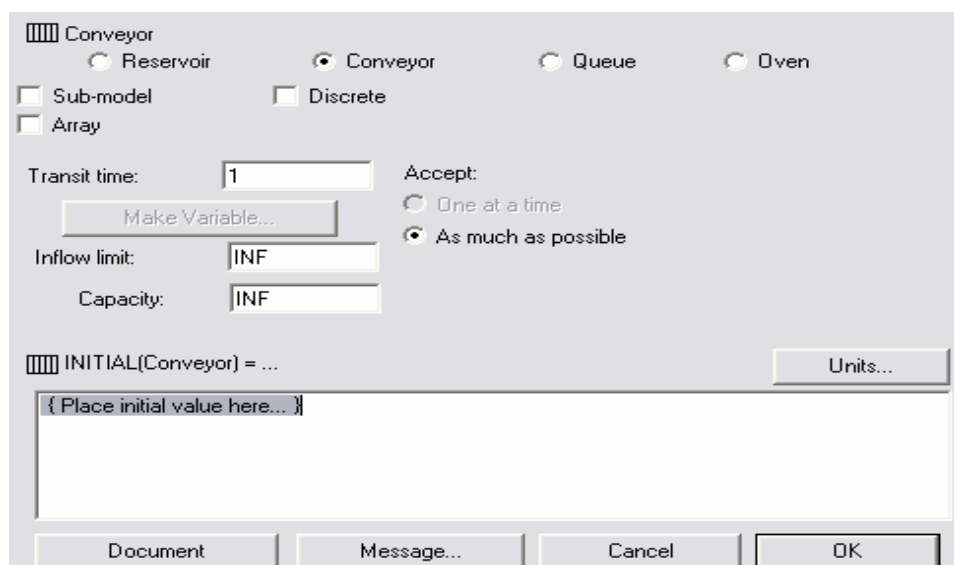 Conveyor
Reservoir Conveyor Queue Oven
Sub-model Discrete
Array
Transit time: 1 Accept:
Make Variable... One at a time
As much as possible
Inflow limit: INF
Capacity: INF
INITIAL(Conveyor) = ...
Units...
{ Place initial value here... }
Document Message... Cancel OK